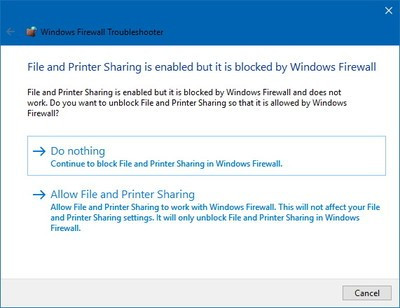 Windows Firewall Troubleshooter
File and Printer Sharing is enabled but it is blocked by Windows Firewall
File and Printer Sharing is enabled but it is blocked by Windows Firewall and does not
work. Do you want to unblock File and Printer Sharing so that it is allowed by Windows
Firewall?
Do nothing
Continue to block File and Printer Sharing in Windows Firewall.
Allow File and Printer Sharing
Allow File and Printer Sharing to work with Windows Firewall. This will not affect your File
and Printer Sharing settings. It will only unblock File and Printer Sharing in Windows
Firewall.
Cancel